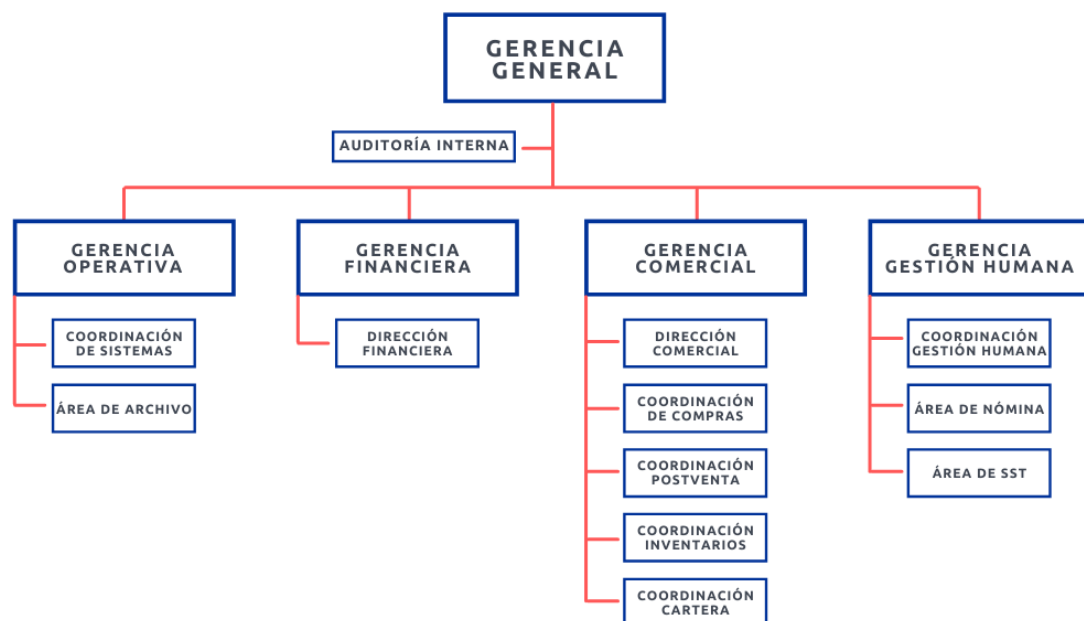 GERENCIA
GENERAL
AUDITORÍA INTERNA
GERENCIA
OPERATIVA
COORDINACIÓN
DE SISTEMAS
ÁREA DE ARCHIVO
GERENCIA
FINANCIERA
DIRECCIÓN
FINANCIERA
GERENCIA
COMERCIAL
DIRECCIÓN
COMERCIAL
COORDINACIÓN
DE COMPRAS
COORDINACIÓN
POSTVENTA
COORDINACIÓN
INVENTARIOS
COORDINACIÓN
CARTERA
GERENCIA
GESTIÓN HUMANA
COORDINACIÓN
GESTIÓN HUMANA
ÁREA DE NÓMINA
ÁREA DE SST